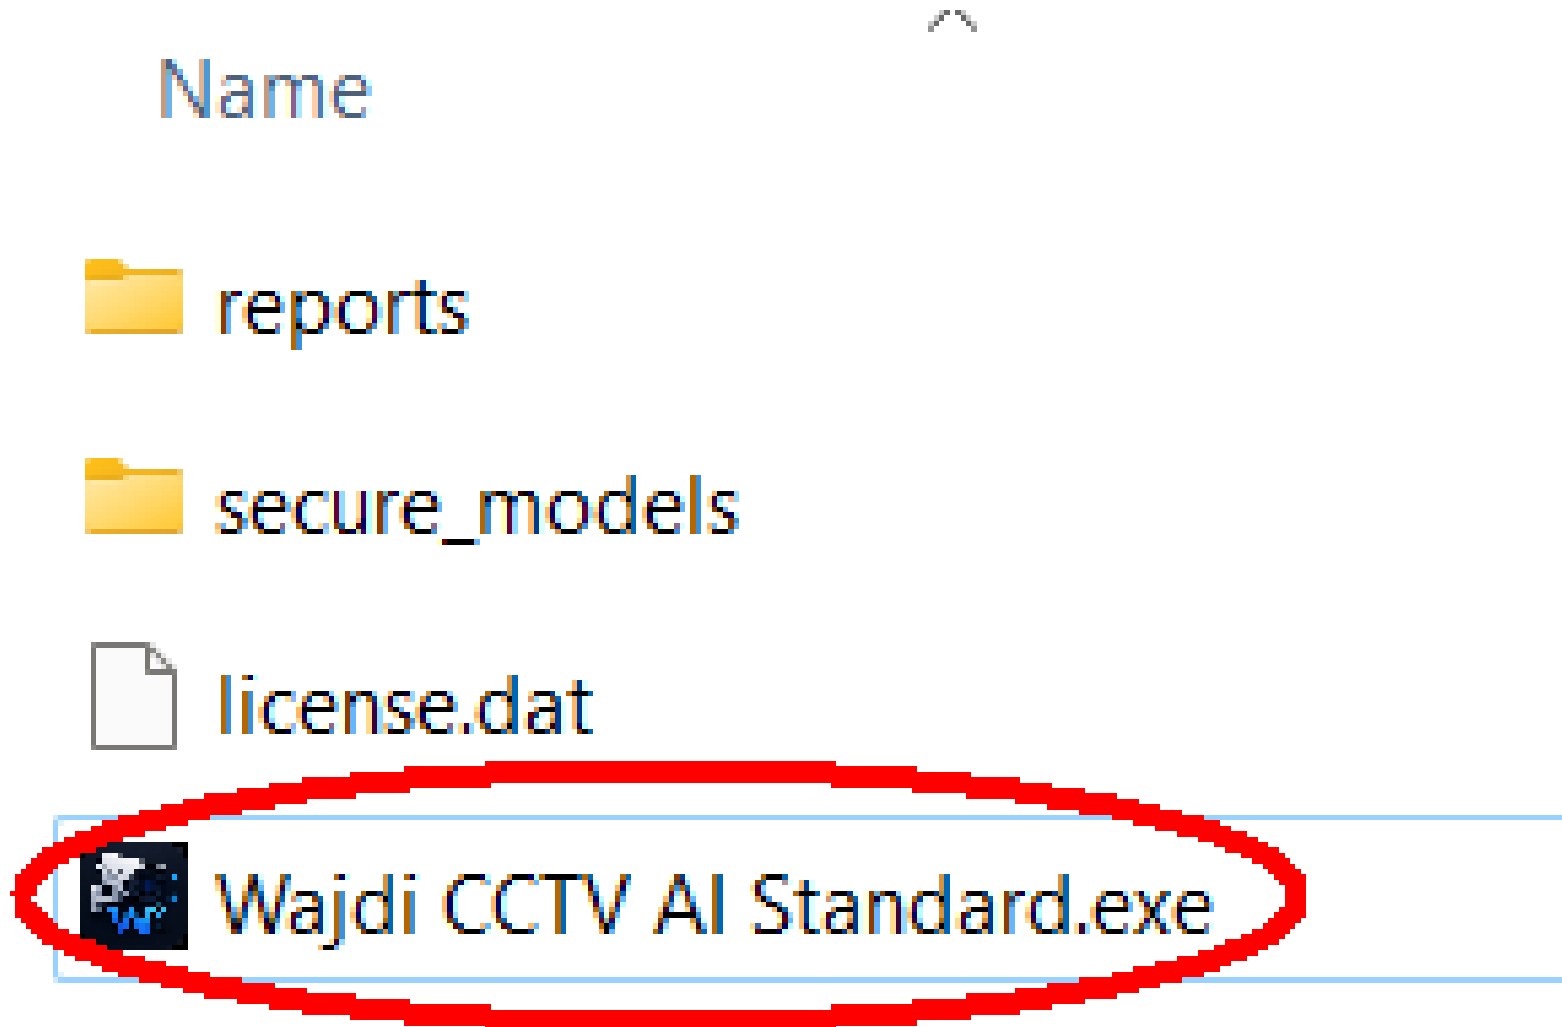 Name
reports
secure_models
license.dat
Wajdi CCTV AI Standard.exe